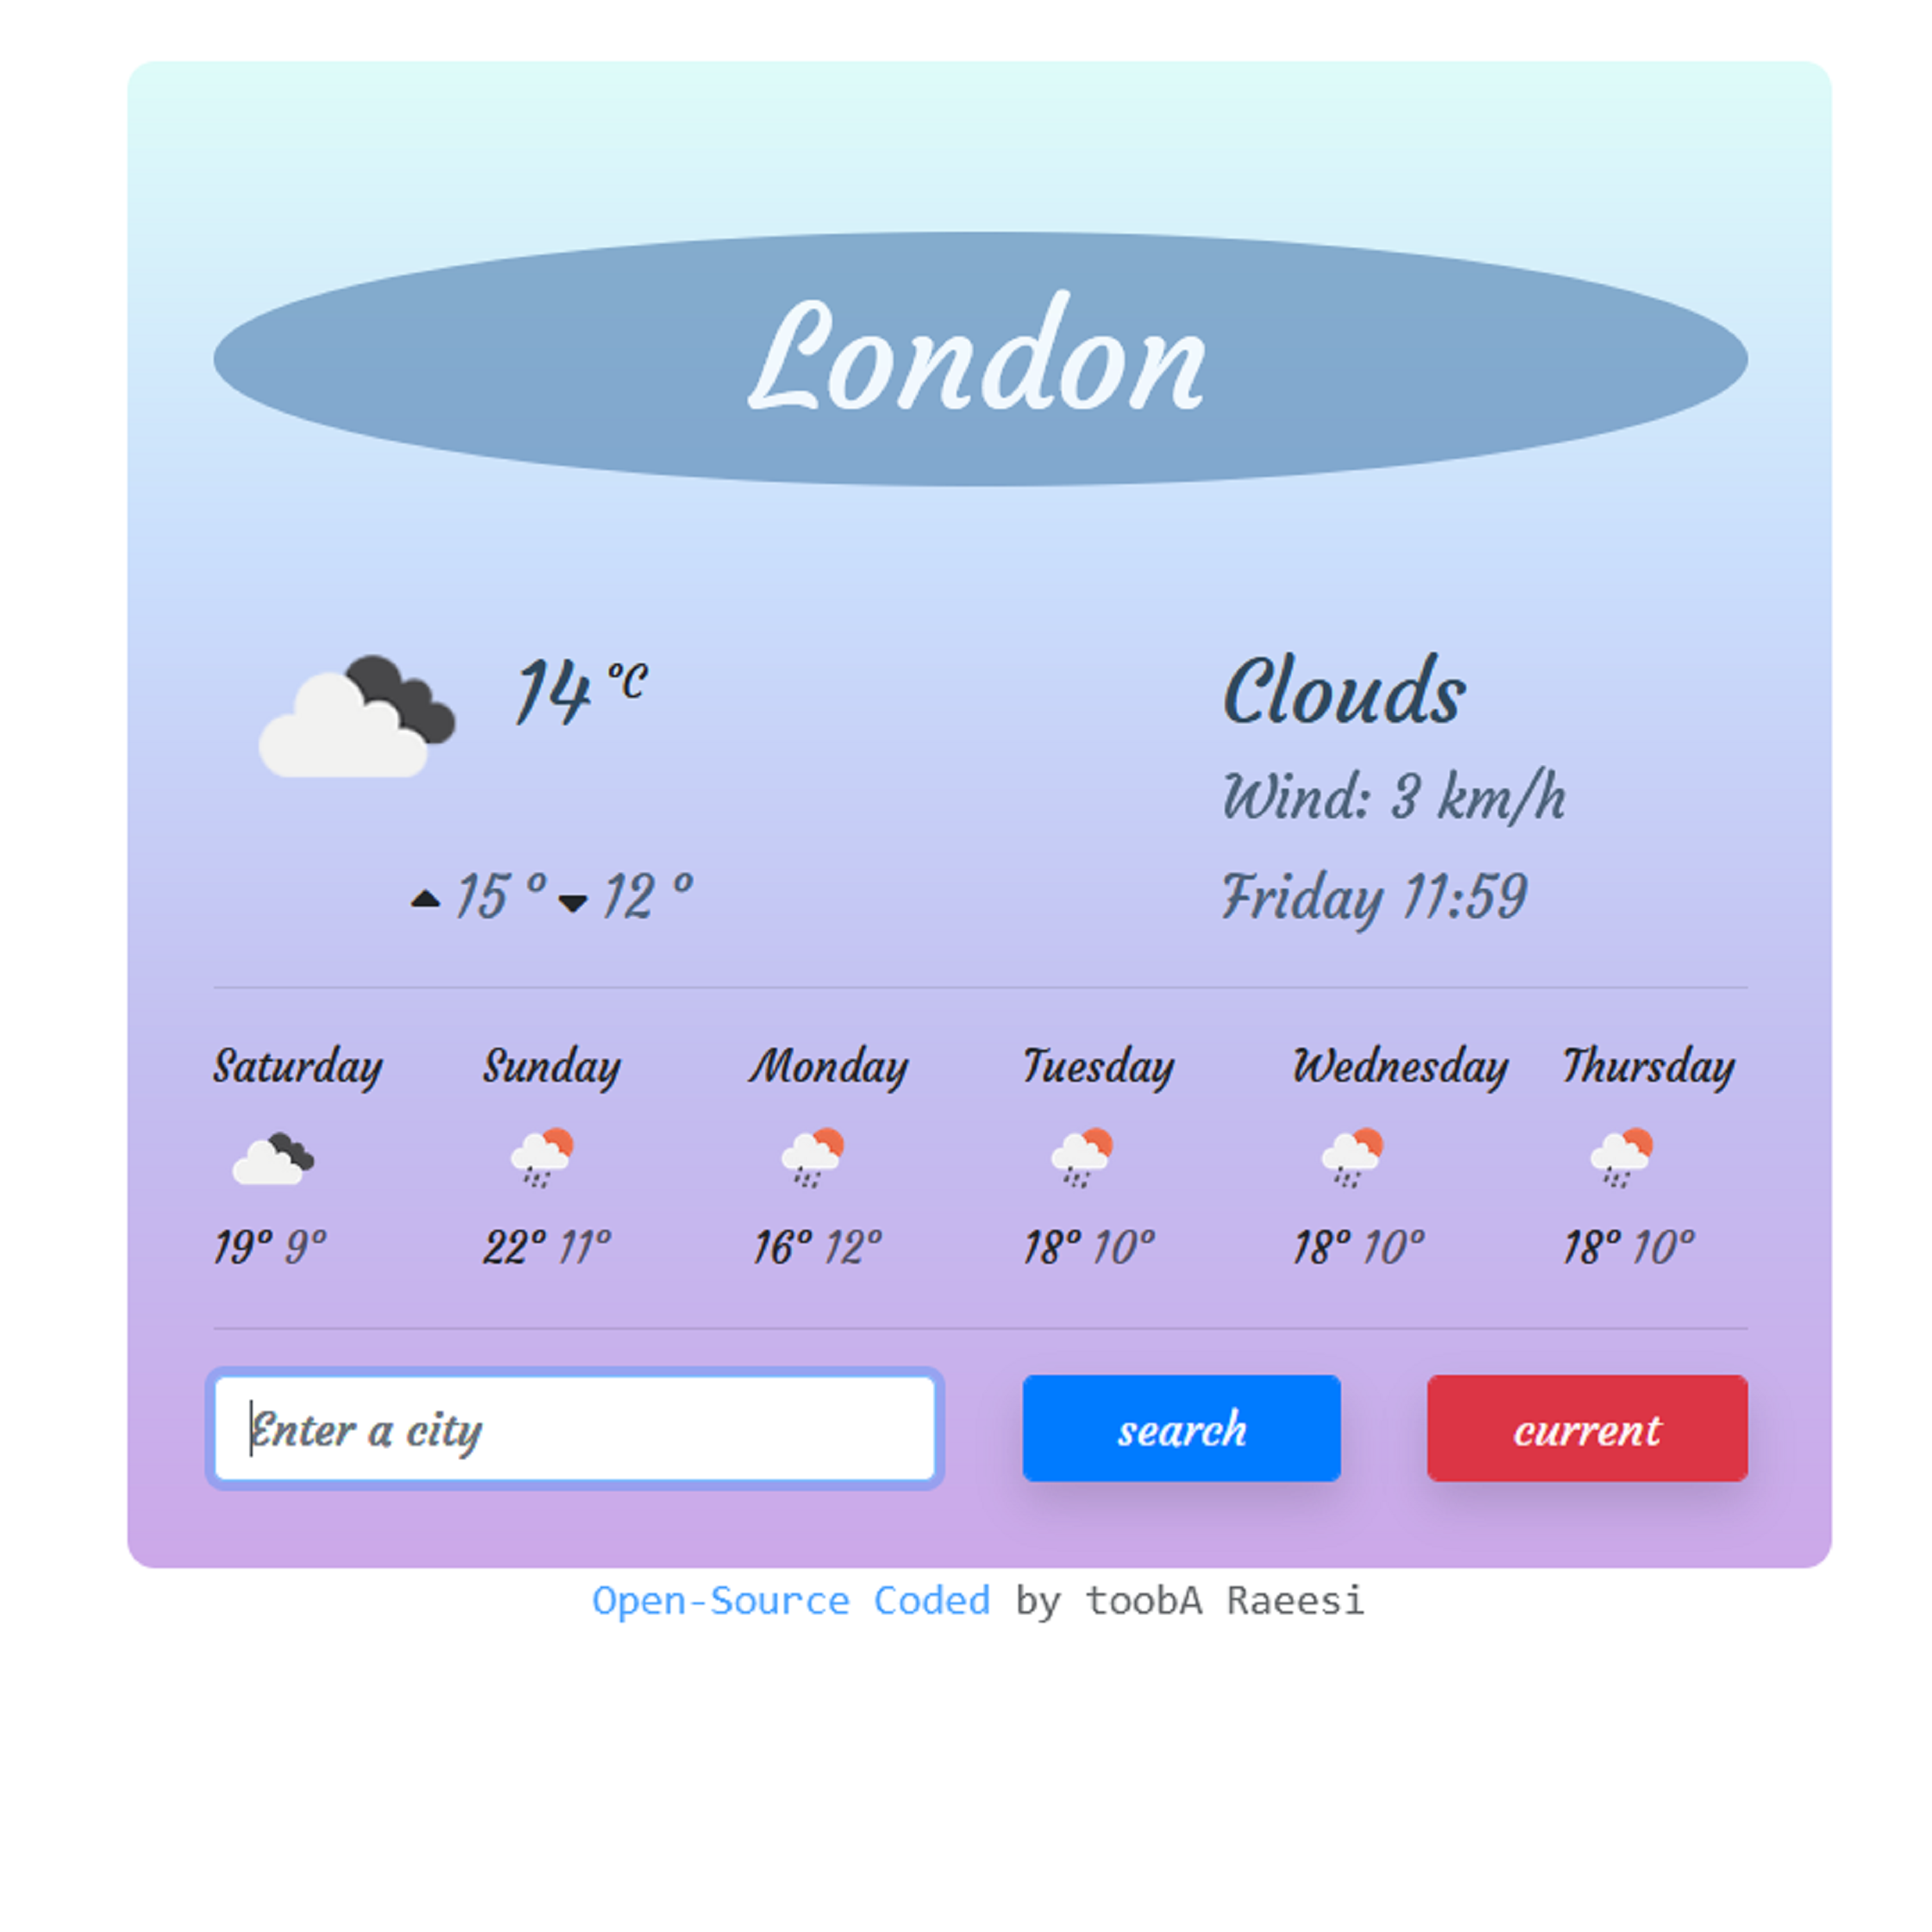 London
14 °C
Clouds
Wind: 3 km/h
15 ° 12 °
Friday 11:59
Saturday Sunday Monday Tuesday Wednesday Thursday
19° 9° 22° 11° 16° 12° 18° 10° 18° 10° 18° 10°
Enter a city search current
Open-Source Coded by toobA Raeesi